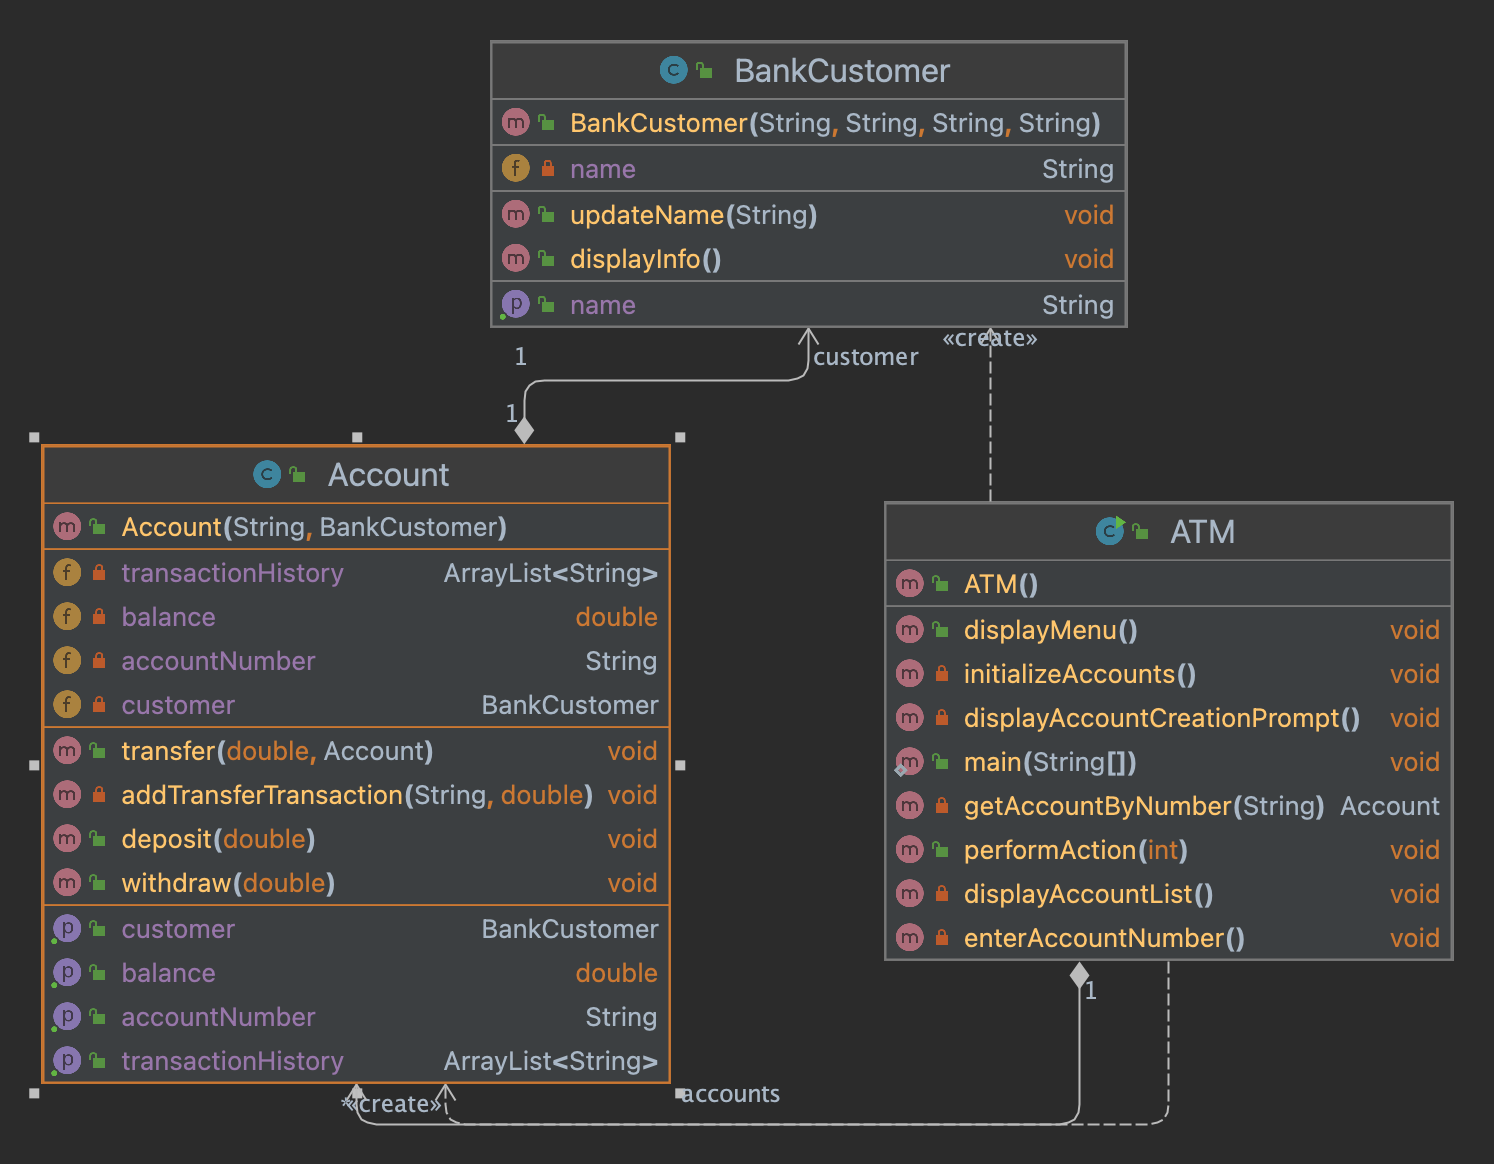 BankCustomer
BankCustomer(String, String, String, String)
name String
updateName(String) void
displayInfo() void
name String
«create»
1
customer
1
Account
Account(String, BankCustomer)
transactionHistory ArrayList<String>
balance double
accountNumber String
customer BankCustomer
transfer(double, Account) void
addTransferTransaction(String, double) void
deposit(double) void
withdraw(double) void
customer BankCustomer
balance double
accountNumber String
transactionHistory ArrayList<String>
ATM
ATM()
displayMenu() void
initializeAccounts() void
displayAccountCreationPrompt() void
main(String[]) void
getAccountByNumber(String) Account
performAction(int) void
displayAccountList() void
enterAccountNumber() void
1
accounts
*
«create»